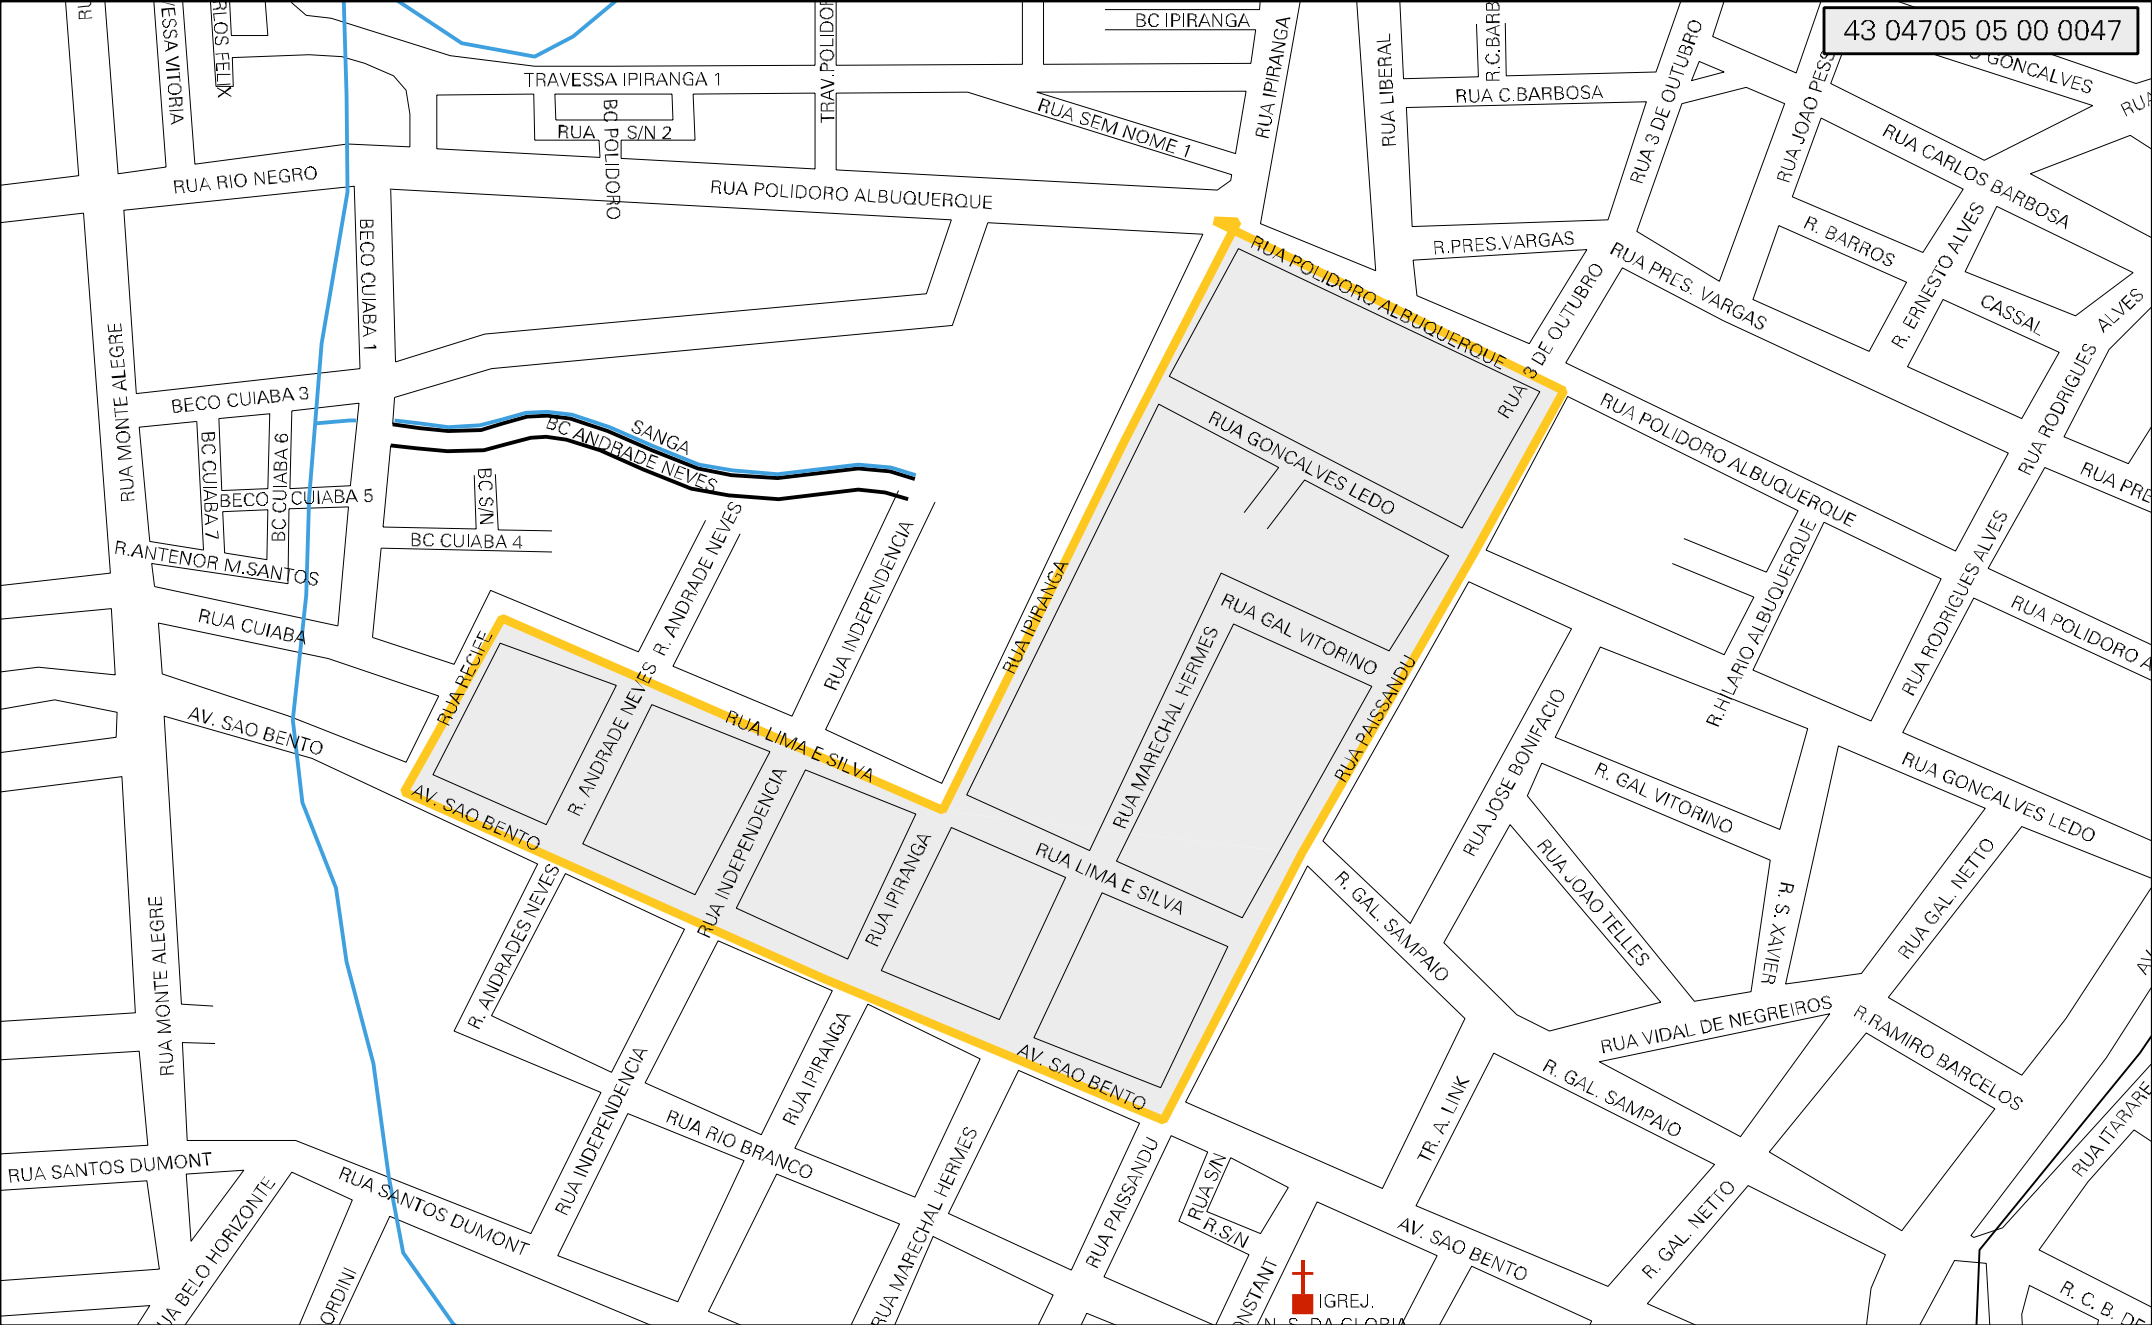 43 04705 05 00 0047
BC IPIRANGA
TRAVESSA IPIRANGA 1
RUA S/N 2
BC POLIDORO
RUA SEM NOME 1
RUA IPIRANGA
RUA LIBERAL
RUA C.BARBOSA
RUA 3 DE OUTUBRO
GONCALVES
RUA CARLOS BARBOSA
RUA RIO NEGRO
RUA POLIDORO ALBUQUERQUE
R.PRES.VARGAS
RUA PRES. VARGAS
R. BARROS
R. ERNESTO ALVES
CASSAL
ALVES
RUA RODRIGUES
BECO CUIABA 1
RUA MONTE ALEGRE
BECO CUIABA 3
BC CUIABA 7
BC CUIABA 6
BECO CUIABA 5
BC S/N
BC CUIABA 4
R.ANTENOR M.SANTOS
RUA CUIABA
SANGA
BC ANDRADE NEVES
R. ANDRADE NEVES
RUA INDEPENDENCIA
RUA POLIDORO ALBUQUERQUE
RUA 3 DE OUTUBRO
RUA GONCALVES LEDO
RUA IPIRANGA
RUA GAL VITORINO
RUA MARECHAL HERMES
RUA PAISSANDU
RUA POLIDORO ALBUQUERQUE
R.HILARIO ALBUQUERQUE
RUA RODRIGUES ALVES
RUA POLIDORO A
RUA PRE
RUA RECIFE
AV. SAO BENTO
RUA LIMA E SILVA
R. ANDRADE NEVES
RUA INDEPENDENCIA
RUA IPIRANGA
AV. SAO BENTO
RUA LIMA E SILVA
RUA JOSE BONIFACIO
R. GAL VITORINO
RUA GONCALVES LEDO
RUA JOAO TELLES
R. S. XAVIER
RUA GAL. NETTO
R. GAL. SAMPAIO
RUA VIDAL DE NEGREIROS
R.RAMIRO BARCELOS
R. ANDRADES NEVES
RUA MONTE ALEGRE
RUA INDEPENDENCIA
RUA IPIRANGA
AV. SAO BENTO
RUA RIO BRANCO
RUA MARECHAL HERMES
RUA PAISSANDU
RUA S/N
R.S/N
TR. A. LINK
R. GAL. SAMPAIO
R. GAL. NETTO
AV. SAO BENTO
RUA ITARARE
RUA SANTOS DUMONT
RUA SANTOS DUMONT
UA BELO HORIZONTE
ORDINI
ONSTANT
IGREJ.
N. S. DA GLORIA
R. C. B. DE